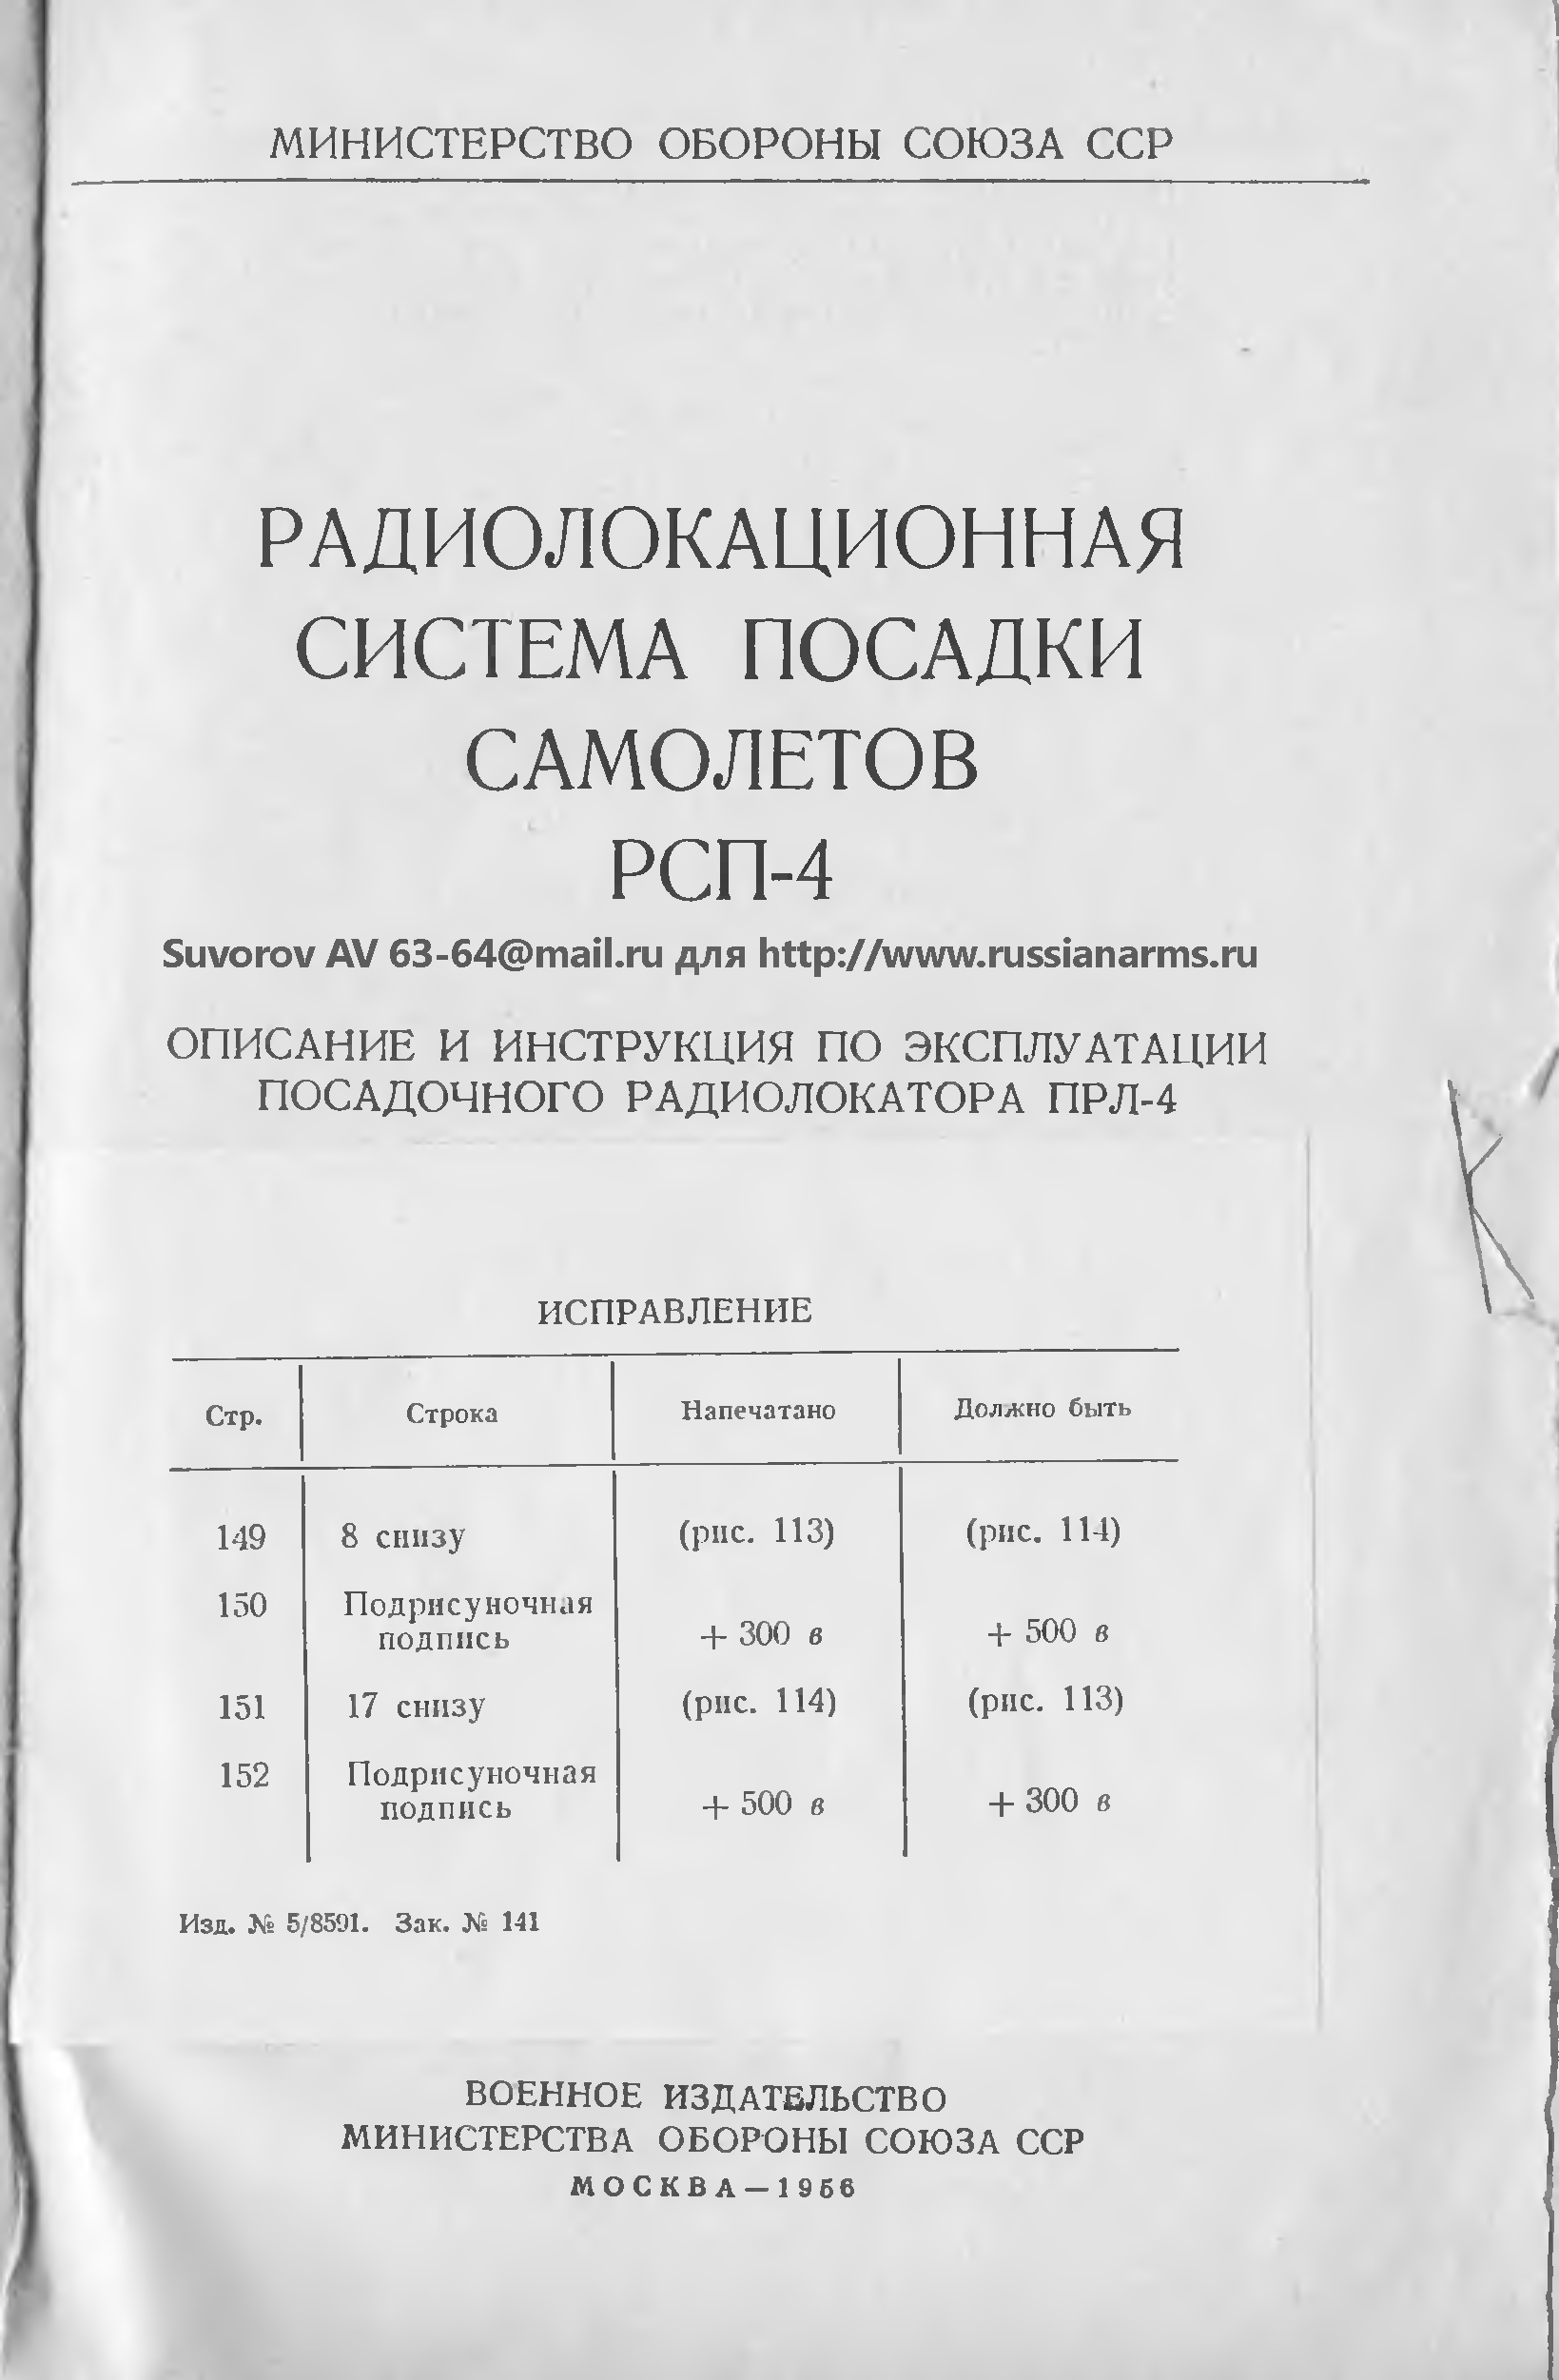 МИНИСТЕРСТВО ОБОРОНЫ СОЮЗА ССР
РАДИОЛОКАЦИОННАЯ
СИСТЕМА ПОСАДКИ
САМОЛЕТОВ
РСП-4
Suvorov AV 63-64@mail.ru для http://www.russianarms.ru
ОПИСАНИЕ И ИНСТРУКЦИЯ ПО ЭКСПЛУАТАЦИИ
ПОСАДОЧНОГО РАДИОЛОКАТОРА ПРЛ-4
ИСПРАВЛЕНИЕ
Стр. Строка Напечатано Должно быть
149 8 снизу (рис. 113) (рис. 114)
150 Подрисуночная
подпись + 300 в + 500 в
151 17 снизу (рис. 114) (рис. 113)
152 Подрисуночная
подпись + 500 в + 300 в
Изд. № 5/8591. Зак. № 141
ВОЕННОЕ ИЗДАТЕЛЬСТВО
МИНИСТЕРСТВА ОБОРОНЫ СОЮЗА ССР
МОСКВА — 1956